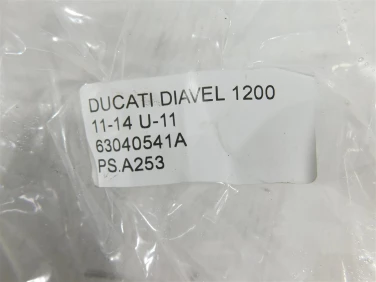 DUCATI DIAVEL 1200
11-14 U-11
63040541A
PS.A253